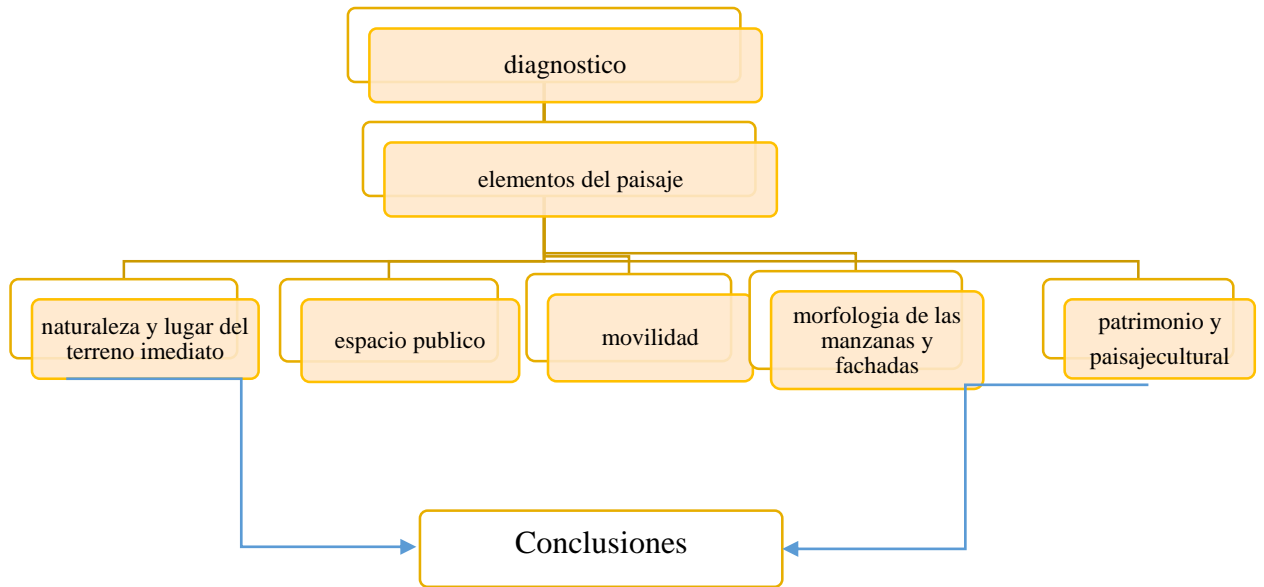 diagnostico
elementos del paisaje
naturaleza y lugar del
terreno imediato
espacio publico
movilidad
morfologia de las
manzanas y
fachadas
patrimonio y
paisajecultural
Conclusiones